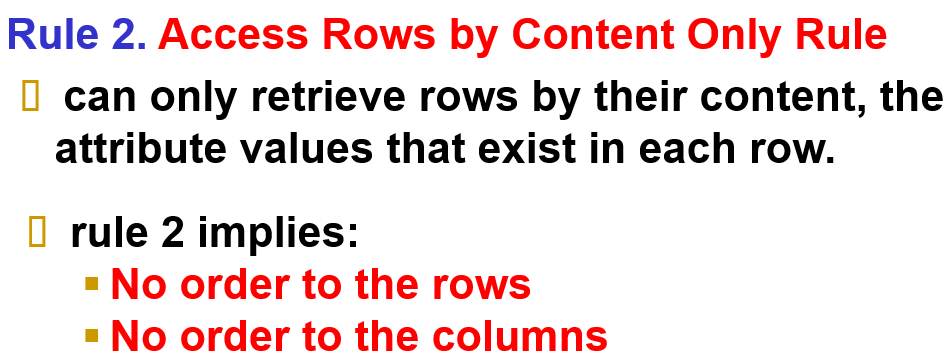 Rule 2. Access Rows by Content Only Rule
can only retrieve rows by their content, the
attribute values that exist in each row.
rule 2 implies:
No order to the rows
No order to the columns